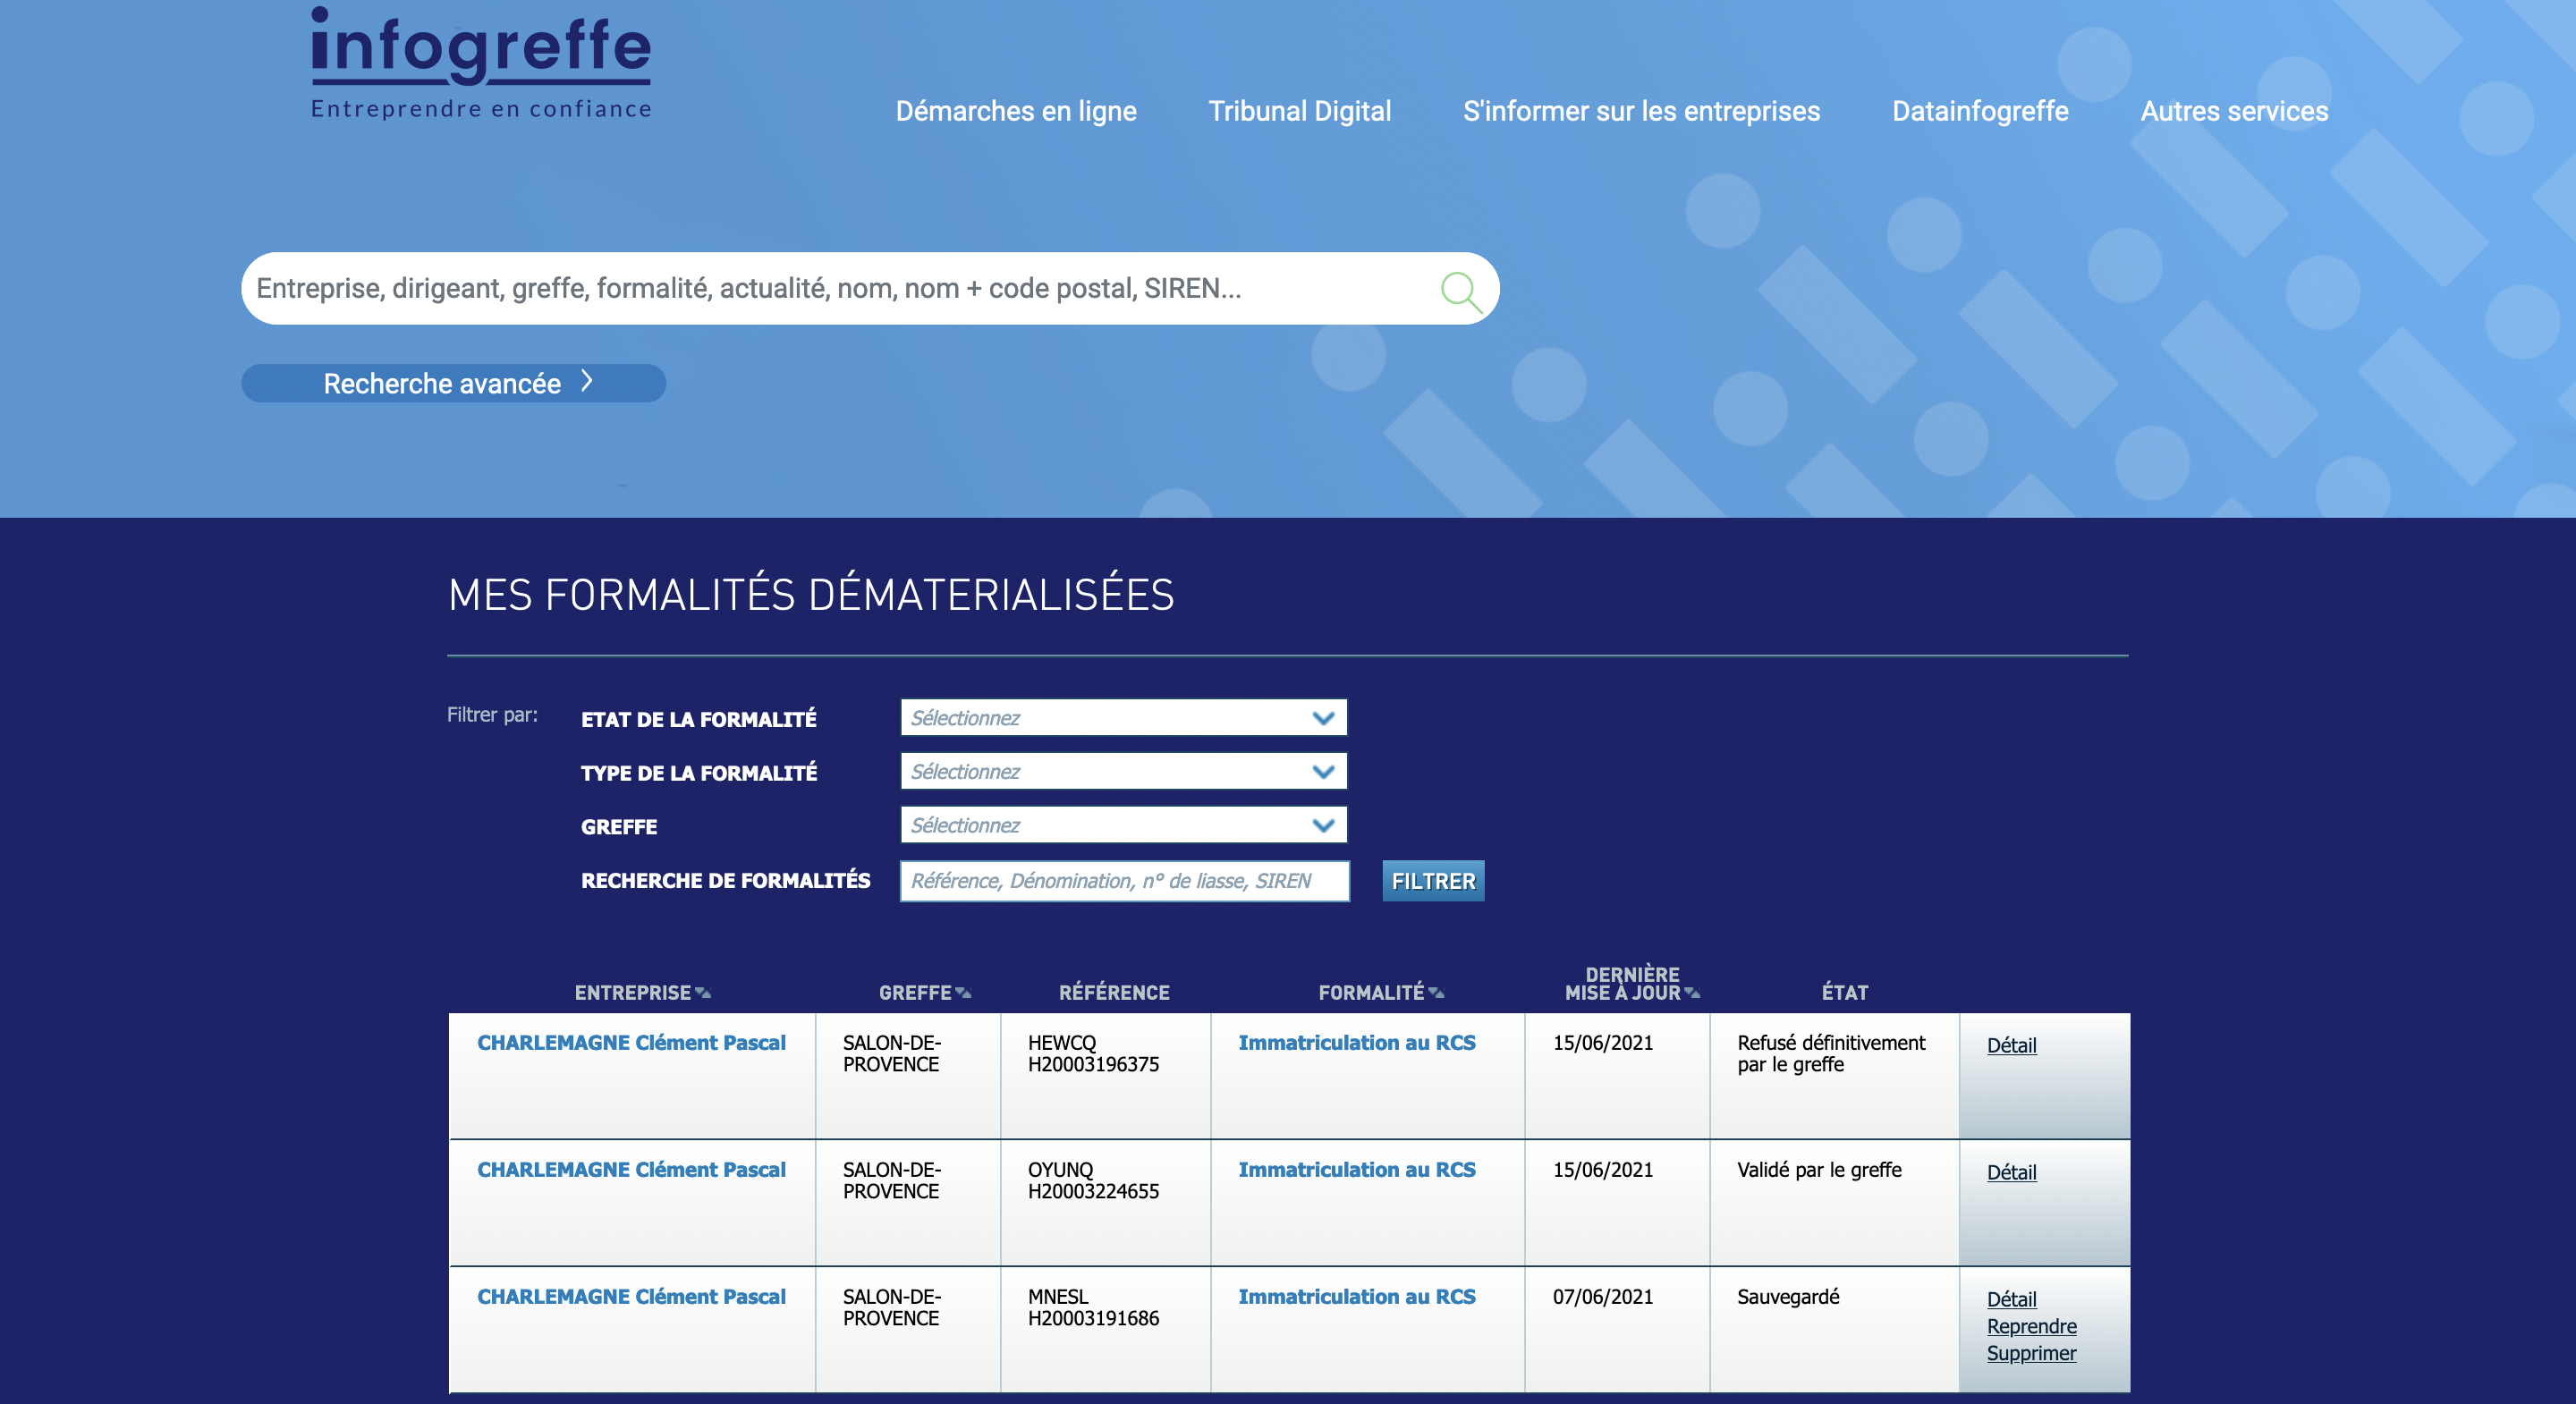 infogreffe
Entreprendre en confiance
Démarches en ligne
Tribunal Digital
S'informer sur les entreprises
Datainfogreffe
Autres services
Entreprise, dirigeant, greffe, formalité, actualité, nom, nom + code postal, SIREN...
Recherche avancée
MES FORMALITÉS DÉMATERIALISÉES
Filtrer par:
ETAT DE LA FORMALITÉ
Sélectionnez
TYPE DE LA FORMALITÉ
Sélectionnez
GREFFE
Sélectionnez
RECHERCHE DE FORMALITÉS
Référence, Dénomination, n° de liasse, SIREN
FILTRER
ENTREPRISE
GREFFE
RÉFÉRENCE
FORMALITÉ
DERNIÈRE
MISE À JOUR
ÉTAT
CHARLEMAGNE Clément Pascal
SALON-DE-
PROVENCE
HEWCQ
H20003196375
Immatriculation au RCS
15/06/2021
Refusé définitivement
par le greffe
Détail
CHARLEMAGNE Clément Pascal
SALON-DE-
PROVENCE
OYUNQ
H20003224655
Immatriculation au RCS
15/06/2021
Validé par le greffe
Détail
CHARLEMAGNE Clément Pascal
SALON-DE-
PROVENCE
MNESL
H20003191686
Immatriculation au RCS
07/06/2021
Sauvegardé
Détail
Reprendre
Supprimer